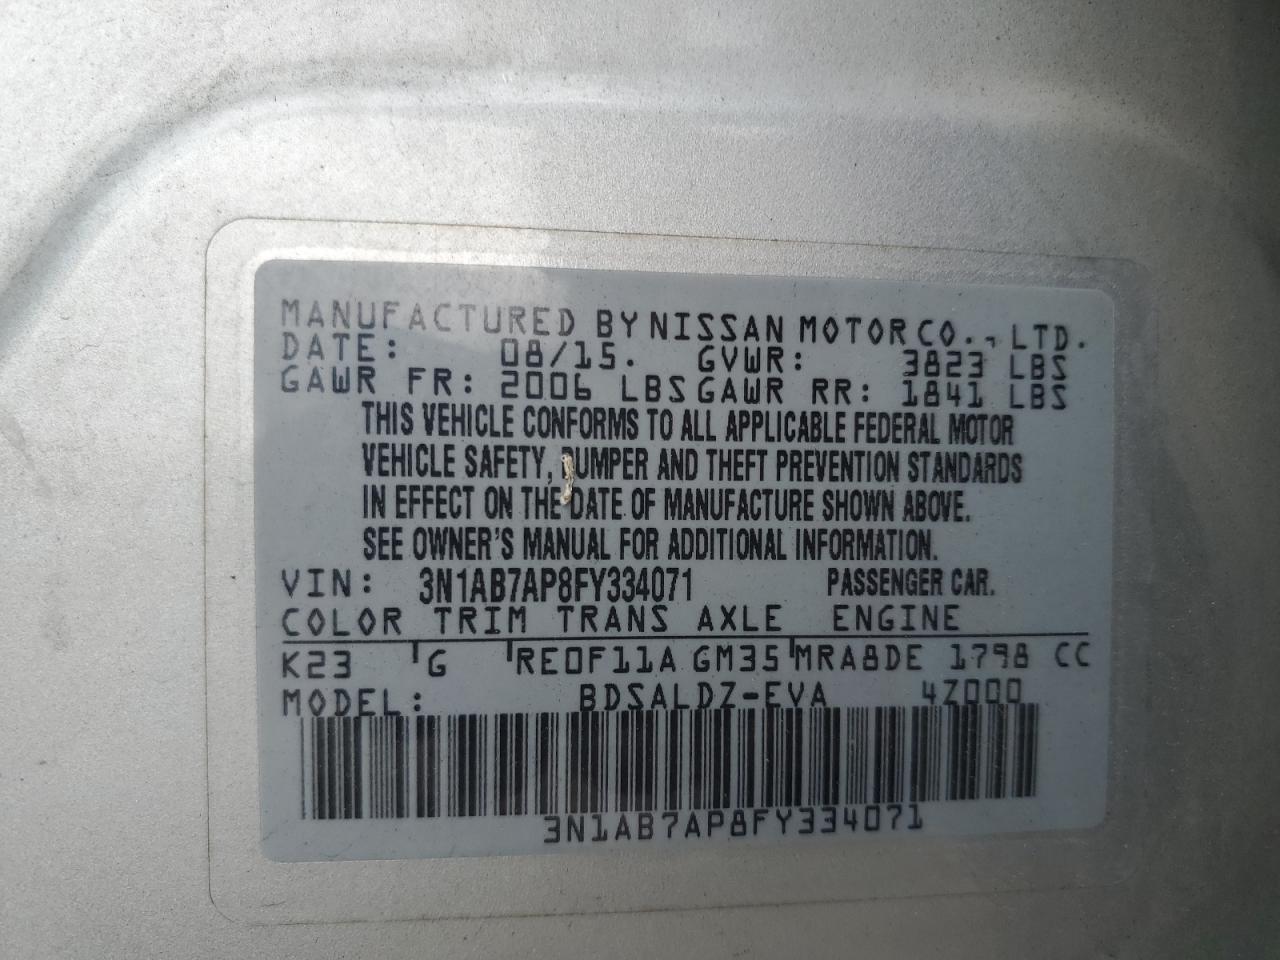 MANUFACTURED BY NISSAN MOTOR CO., LTD.
DATE: 08/15. GVWR: 3823 LBS
GAWR FR: 2006 LBS GAWR RR: 1841 LBS
THIS VEHICLE CONFORMS TO ALL APPLICABLE FEDERAL MOTOR
VEHICLE SAFETY, BUMPER AND THEFT PREVENTION STANDARDS
IN EFFECT ON THE DATE OF MANUFACTURE SHOWN ABOVE.
SEE OWNER'S MANUAL FOR ADDITIONAL INFORMATION.
VIN: 3N1AB7AP8FY334071 PASSENGER CAR.
COLOR TRIM TRANS AXLE ENGINE
K23 G RE0F11A GM35 MRA8DE 1798 CC
MODEL: BDSALDZ-EVA 4Z000
3N1AB7AP8FY334071